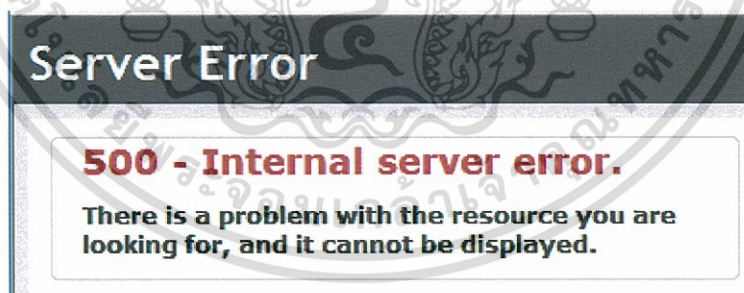 Server Error
500 - Internal server error.
There is a problem with the resource you are
looking for, and it cannot be displayed.